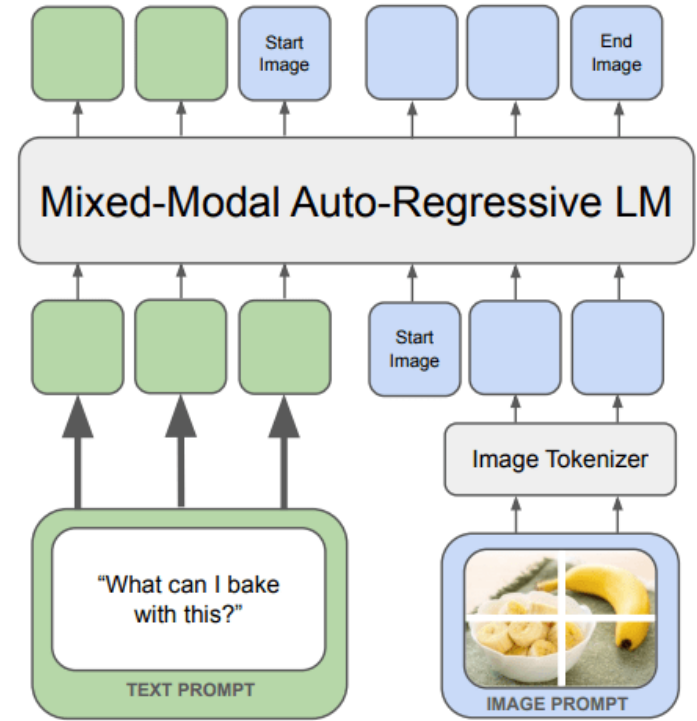 Start
Image
End
Image
Mixed-Modal Auto-Regressive LM
Start
Image
Image Tokenizer
“What can I bake
with this?”
TEXT PROMPT
IMAGE PROMPT